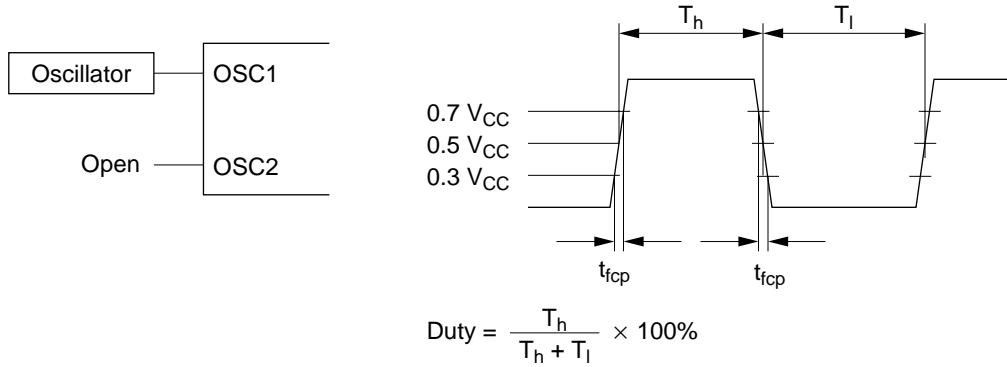 Oscillator
OSC1
Open
OSC2
Th
Tl
0.7 VCC
0.5 VCC
0.3 VCC
tfcp
tfcp
Duty = Th / (Th + Tl) × 100%